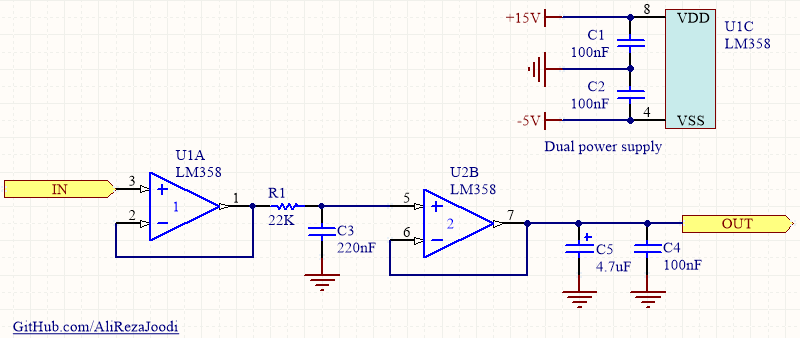 +15V
8
VDD
U1C
LM358
C1
100nF
C2
100nF
-5V
4
VSS
Dual power supply
U1A
LM358
IN
3
+
1
2
−
1
R1
22K
C3
220nF
U2B
LM358
5
+
2
6
−
7
OUT
+
C5
4.7uF
C4
100nF
GitHub.com/AliRezaJoodi